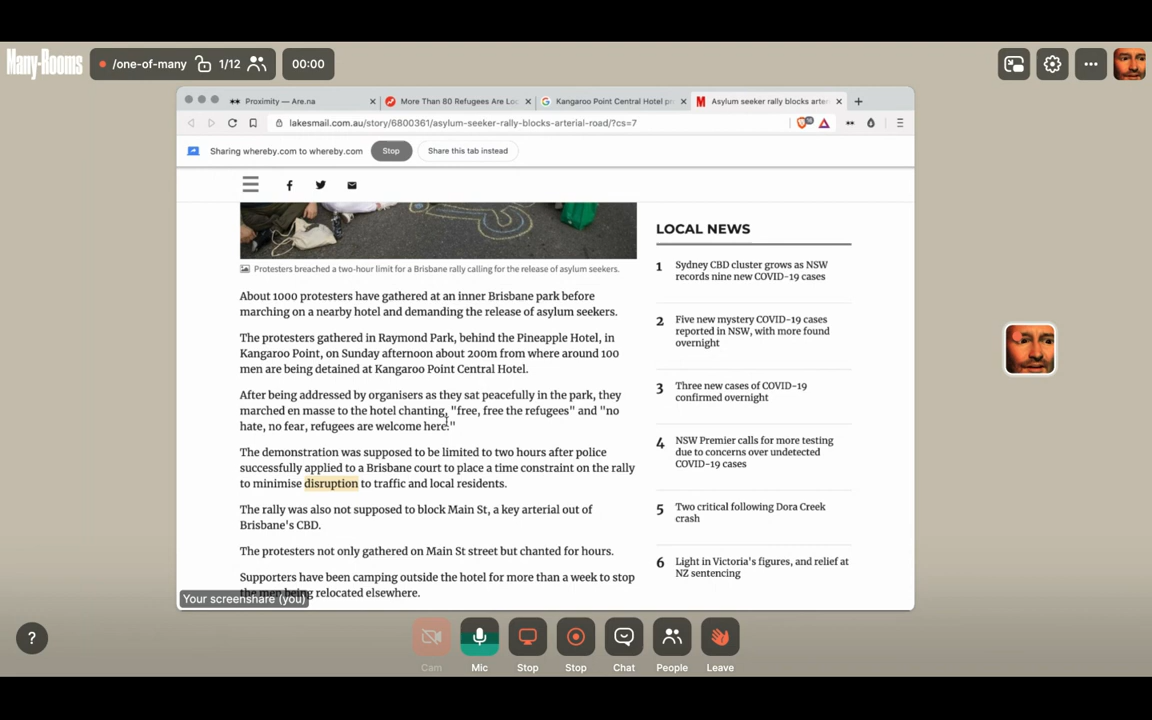 Many-Rooms
/one-of-many
1/12
00:00
Proximity — Are.na
More Than 80 Refugees Are Loc
Kangaroo Point Central Hotel pr
Asylum seeker rally blocks arter
lakesmail.com.au/story/6800361/asylum-seeker-rally-blocks-arterial-road/?cs=7
Sharing whereby.com to whereby.com
Stop
Share this tab instead
Protesters breached a two-hour limit for a Brisbane rally calling for the release of asylum seekers.
About 1000 protesters have gathered at an inner Brisbane park before
marching on a nearby hotel and demanding the release of asylum seekers.
The protesters gathered in Raymond Park, behind the Pineapple Hotel, in
Kangaroo Point, on Sunday afternoon about 200m from where around 100
men are being detained at Kangaroo Point Central Hotel.
After being addressed by organisers as they sat peacefully in the park, they
marched en masse to the hotel chanting, "free, free the refugees" and "no
hate, no fear, refugees are welcome here."
The demonstration was supposed to be limited to two hours after police
successfully applied to a Brisbane court to place a time constraint on the rally
to minimise disruption to traffic and local residents.
The rally was also not supposed to block Main St, a key arterial out of
Brisbane's CBD.
The protesters not only gathered on Main St street but chanted for hours.
Supporters have been camping outside the hotel for more than a week to stop
the men being relocated elsewhere.
LOCAL NEWS
1 Sydney CBD cluster grows as NSW
records nine new COVID-19 cases
2 Five new mystery COVID-19 cases
reported in NSW, with more found
overnight
3 Three new cases of COVID-19
confirmed overnight
4 NSW Premier calls for more testing
due to concerns over undetected
COVID-19 cases
5 Two critical following Dora Creek
crash
6 Light in Victoria's figures, and relief at
NZ sentencing
Your screenshare (you)
?
Cam
Mic
Stop
Stop
Chat
People
Leave